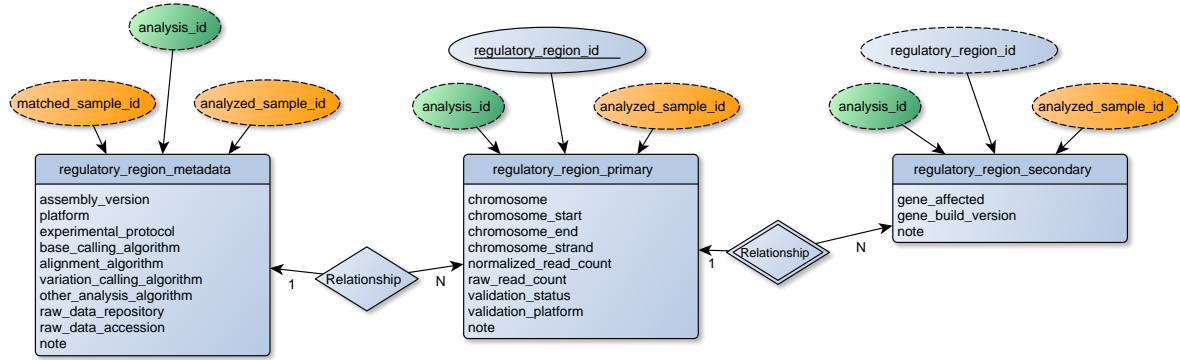 analysis_id
matched_sample_id
analyzed_sample_id
regulatory_region_metadata
assembly_version
platform
experimental_protocol
base_calling_algorithm
alignment_algorithm
variation_calling_algorithm
other_analysis_algorithm
raw_data_repository
raw_data_accession
note
1
Relationship
N
regulatory_region_id
analysis_id
analyzed_sample_id
regulatory_region_primary
chromosome
chromosome_start
chromosome_end
chromosome_strand
normalized_read_count
raw_read_count
validation_status
validation_platform
note
1
Relationship
N
regulatory_region_id
analysis_id
analyzed_sample_id
regulatory_region_secondary
gene_affected
gene_build_version
note